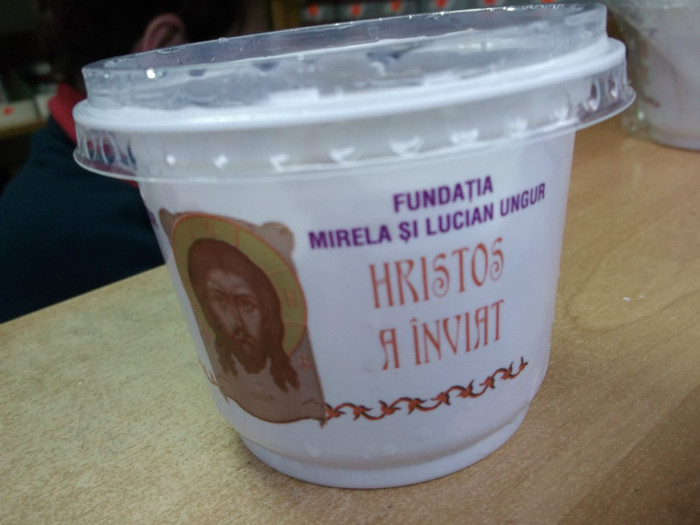 FUNDAȚIA
MIRELA ȘI LUCIAN UNGUR
HRISTOS
A ÎNVIAT